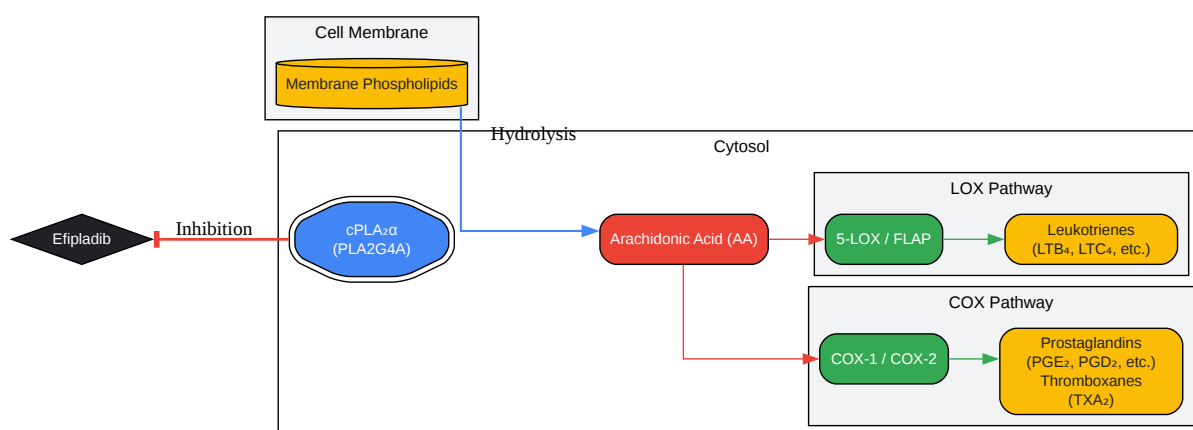 Cell Membrane
Membrane Phospholipids
Hydrolysis
Cytosol
Efipladib
Inhibition
cPLA₂α
(PLA2G4A)
Arachidonic Acid (AA)
LOX Pathway
5-LOX / FLAP
Leukotrienes
(LTB₄, LTC₄, etc.)
COX Pathway
COX-1 / COX-2
Prostaglandins
(PGE₂, PGD₂, etc.)
Thromboxanes
(TXA₂)